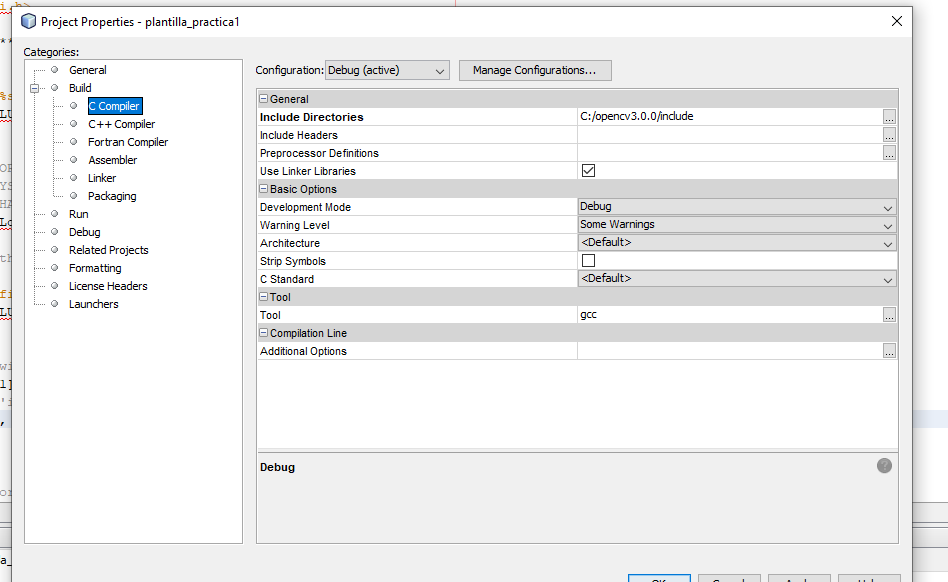 Project Properties - plantilla_practica1
Categories:
General
Build
C Compiler
C++ Compiler
Fortran Compiler
Assembler
Linker
Packaging
Run
Debug
Related Projects
Formatting
License Headers
Launchers
Configuration: Debug (active) Manage Configurations...
General
Include Directories C:/opencv3.0.0/include ...
Include Headers ...
Preprocessor Definitions ...
Use Linker Libraries
Basic Options
Development Mode Debug
Warning Level Some Warnings
Architecture <Default>
Strip Symbols
C Standard <Default>
Tool
Tool gcc ...
Compilation Line
Additional Options ...
Debug
?